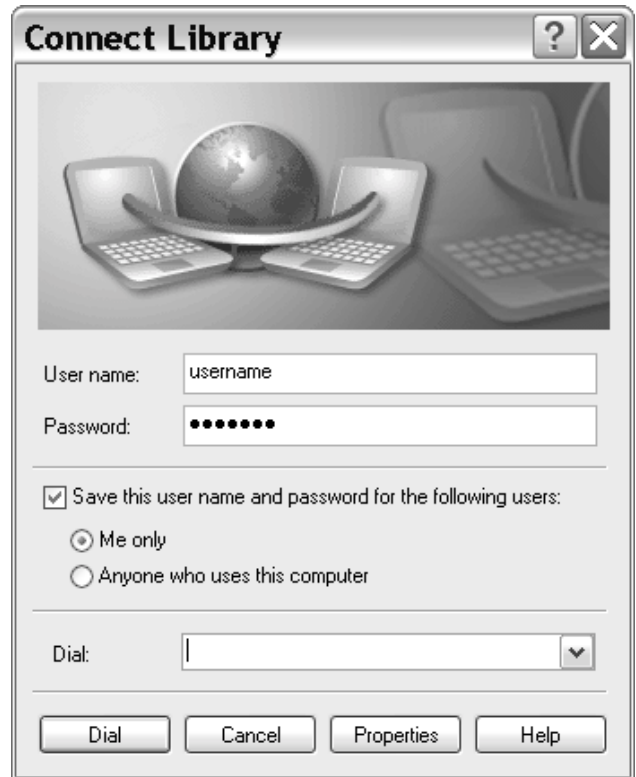 Connect Library
User name: username
Password: •••••••
Save this user name and password for the following users:
Me only
Anyone who uses this computer
Dial:
Dial Cancel Properties Help